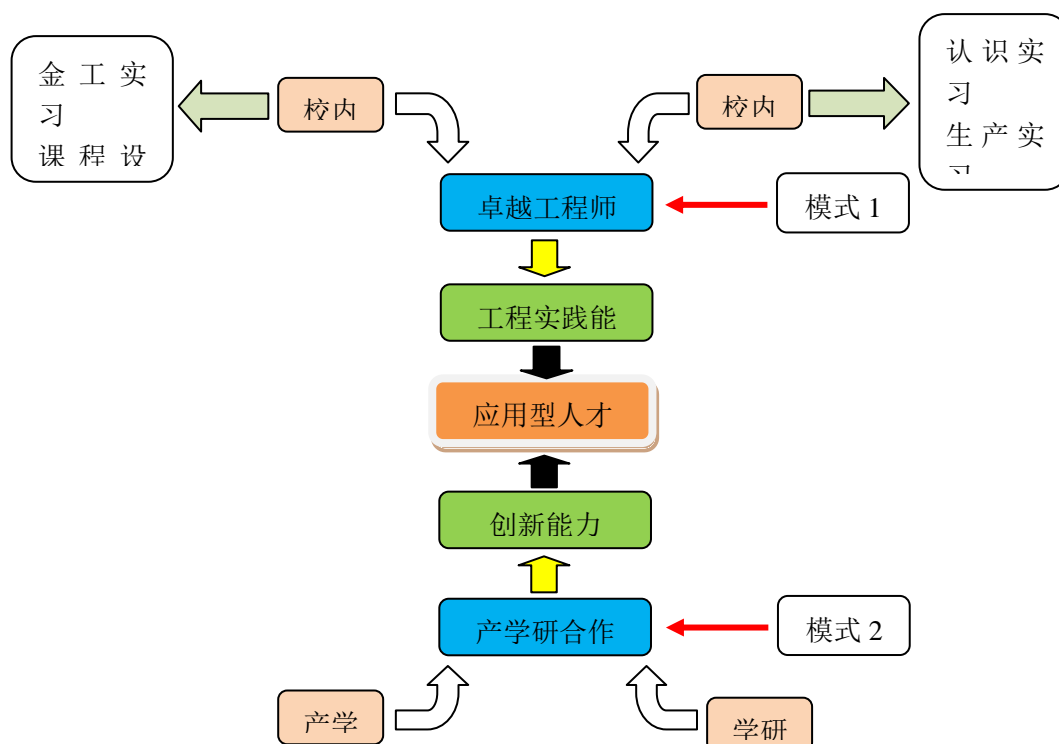 金工实
习
课程设
校内
校内
认识实
习
生产实
卓越工程师
模式 1
工程实践能
应用型人才
创新能力
产学研合作
模式 2
产学
学研